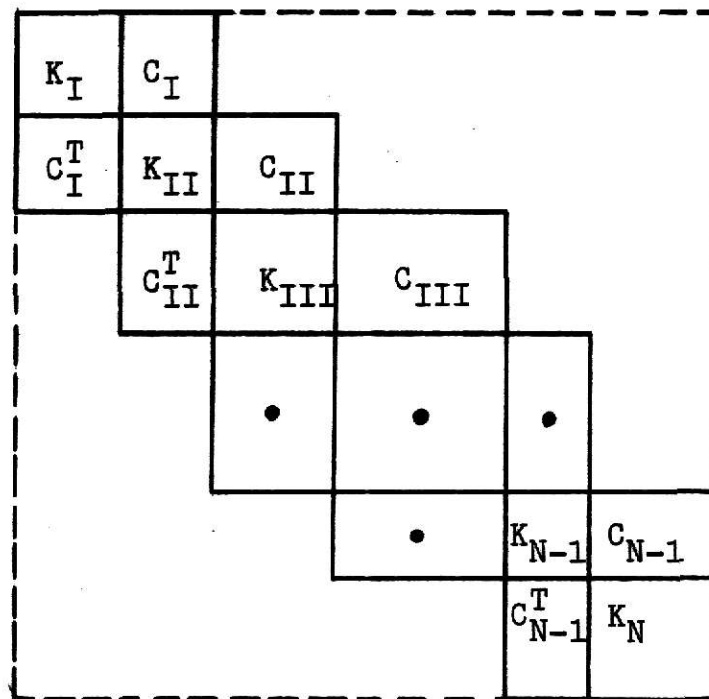 K_I C_I
C_I^T K_II C_II
C_II^T K_III C_III
K_N-1 C_N-1
C_N-1^T K_N